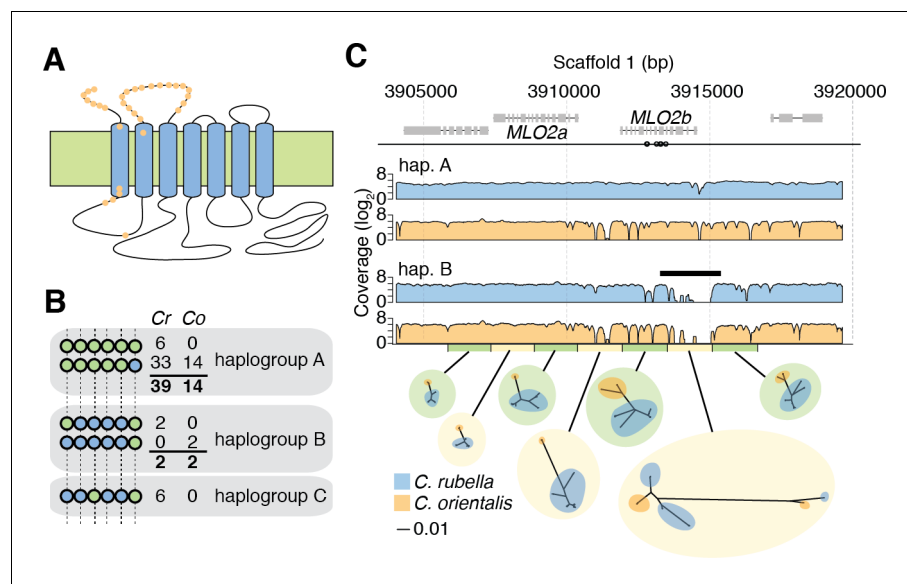 A
B
Cr Co
6 0
33 14
39 14
haplogroup A
2 0
0 2
2 2
haplogroup B
6 0
haplogroup C
C
Scaffold 1 (bp)
3905000 3910000 3915000 3920000
MLO2a
MLO2b
Coverage (log2)
hap. A
8
0
8
0
hap. B
8
0
8
0
C. rubella
C. orientalis
0.01